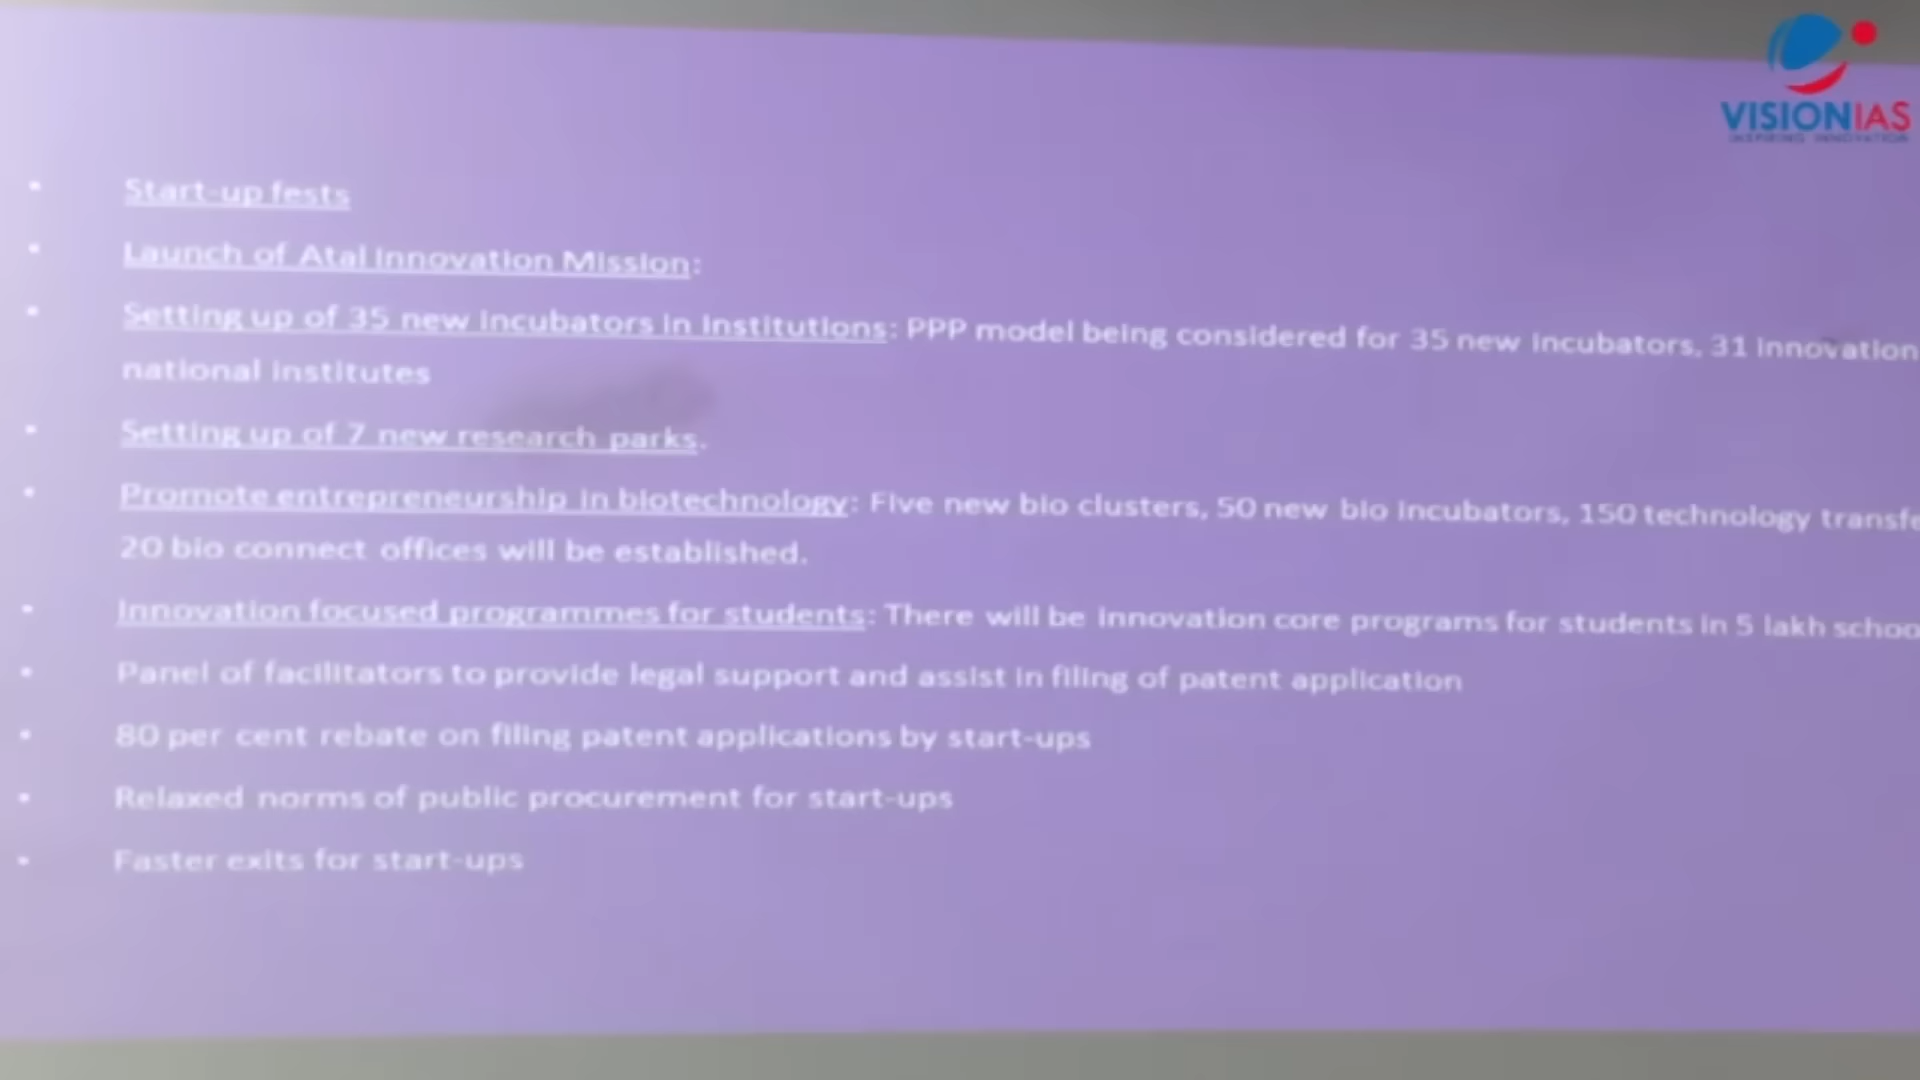 VISIONIAS
INSPIRING INNOVATION
• Start-up fests
• Launch of Atal Innovation Mission:
• Setting up of 35 new incubators in institutions: PPP model being considered for 35 new incubators, 31 innovation
national institutes
• Setting up of 7 new research parks.
• Promote entrepreneurship in biotechnology: Five new bio clusters, 50 new bio incubators, 150 technology transfe
20 bio connect offices will be established.
• Innovation focused programmes for students: There will be innovation core programs for students in 5 lakh schoo
• Panel of facilitators to provide legal support and assist in filing of patent application
• 80 per cent rebate on filing patent applications by start-ups
• Relaxed norms of public procurement for start-ups
• Faster exits for start-ups